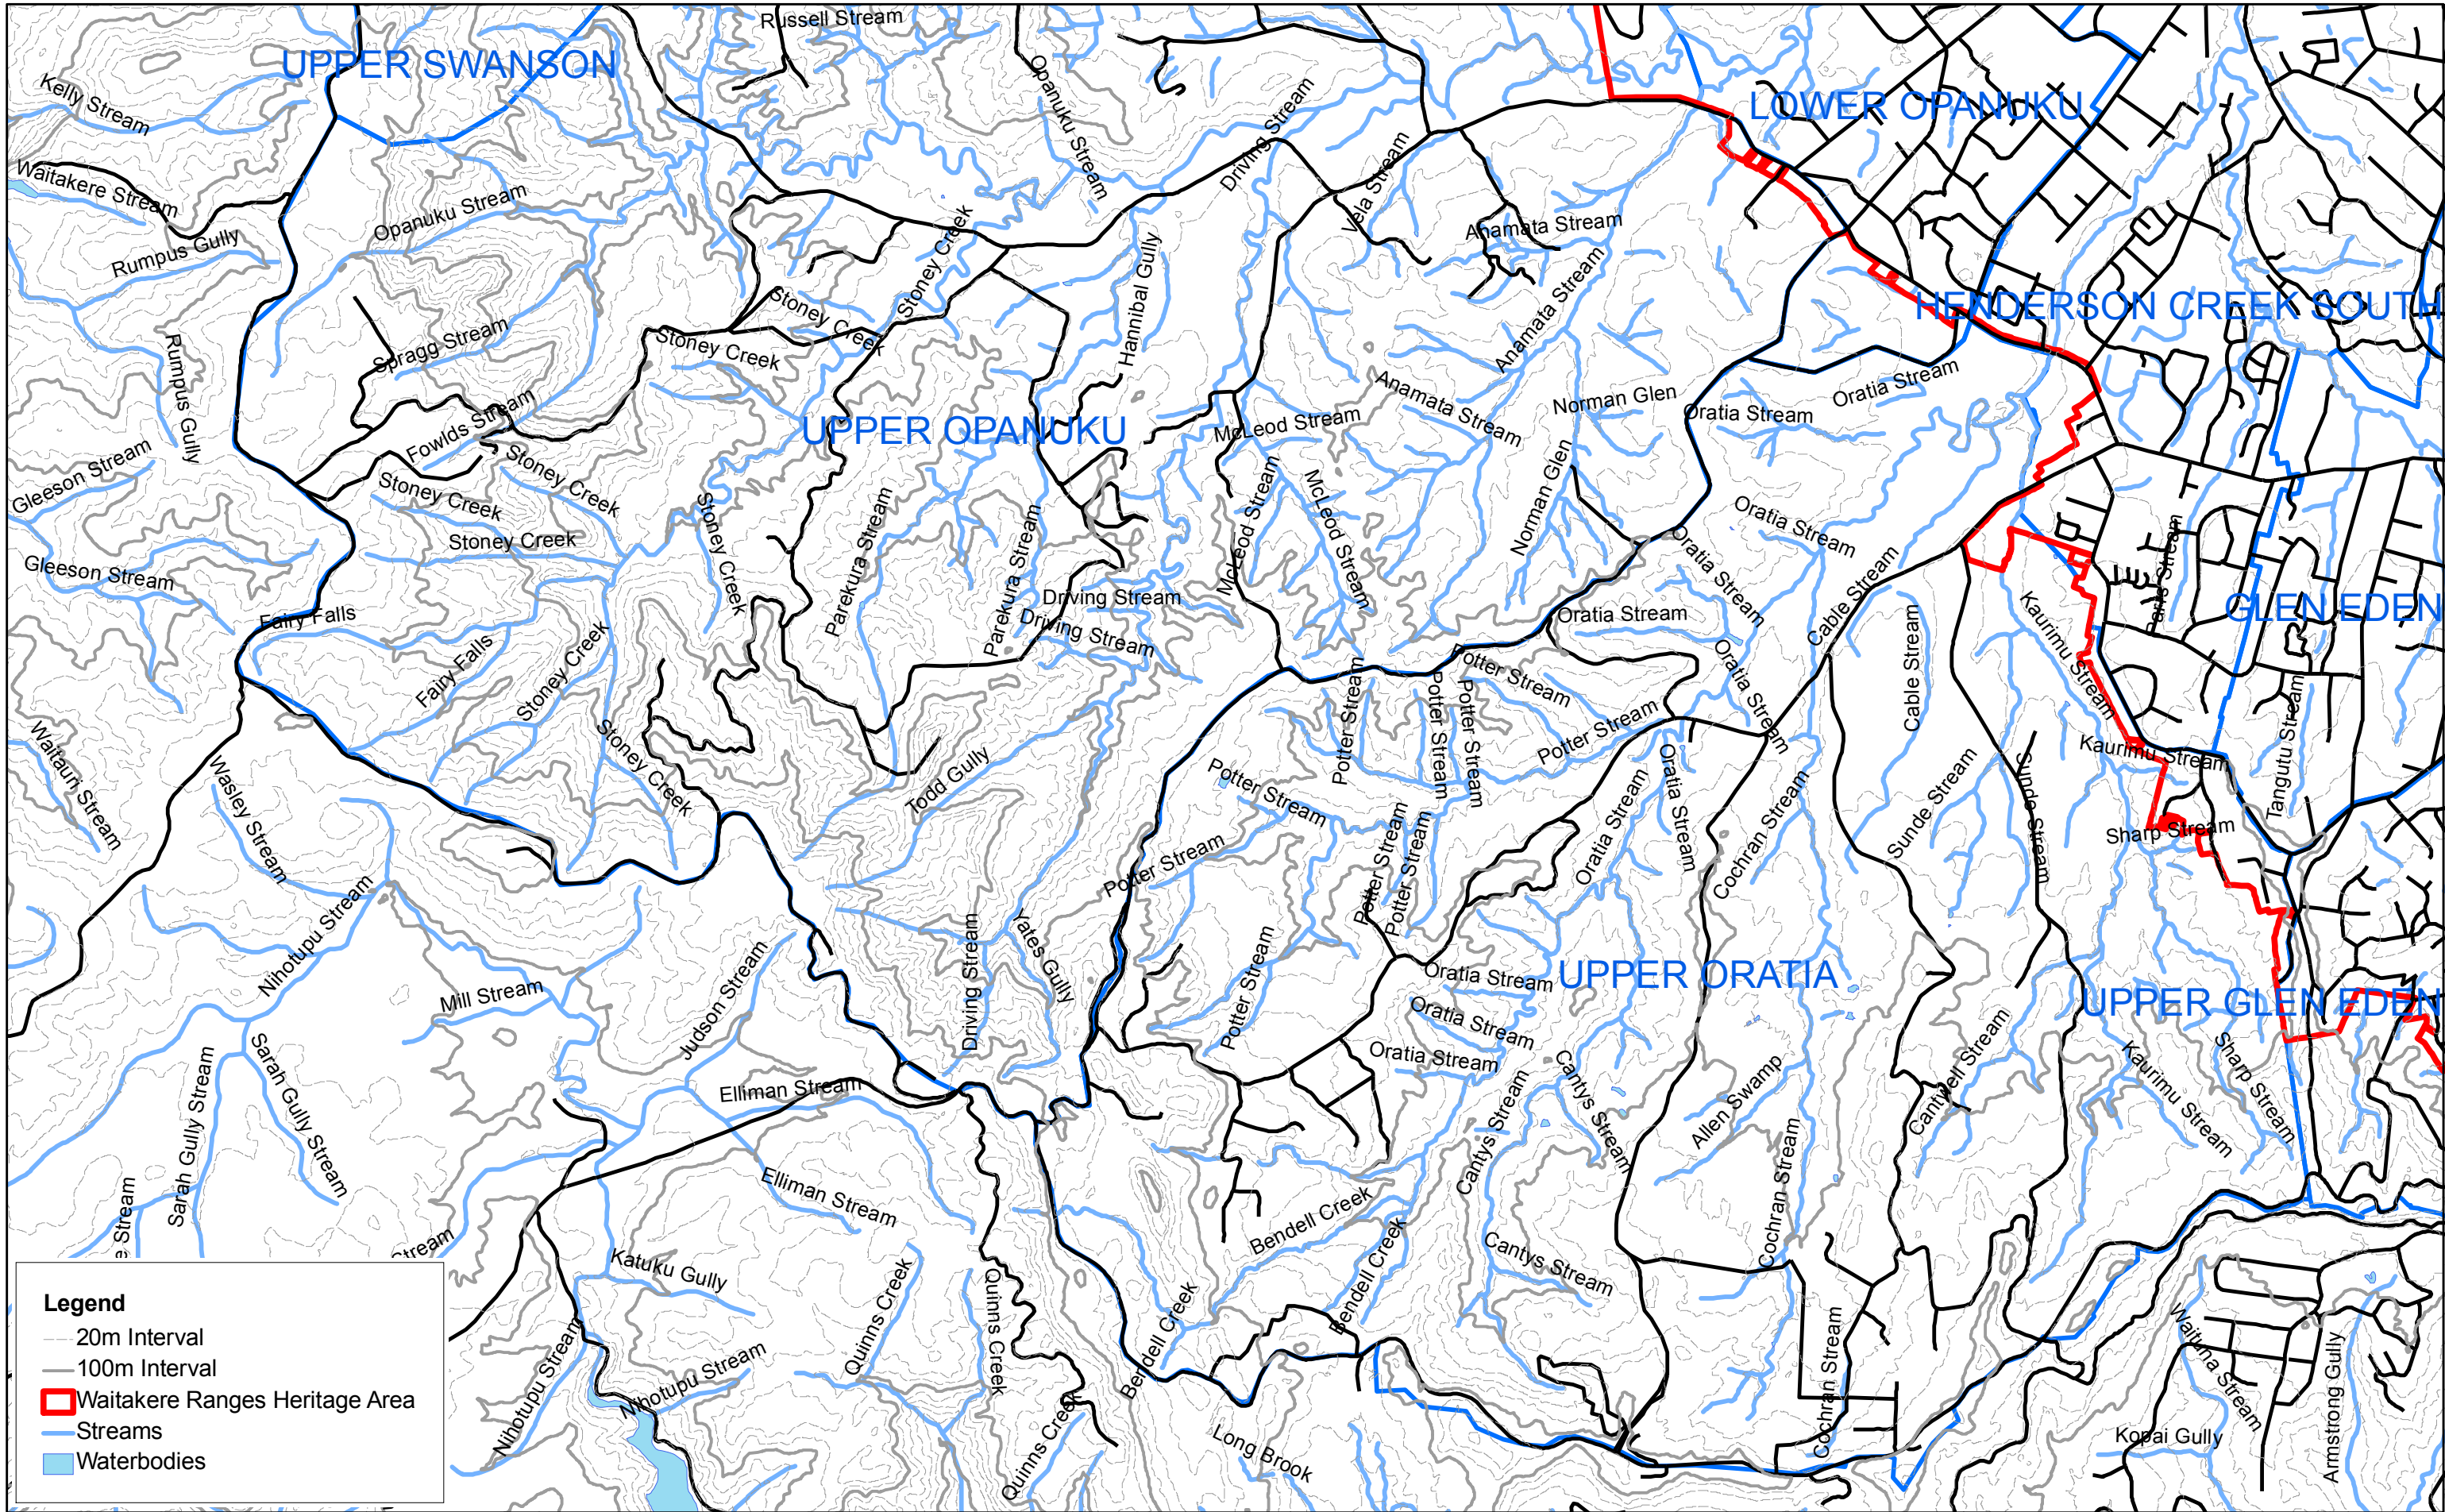 Russell Stream
UPPER SWANSON
Kelly Stream
Opanuku Stream
Driving Stream
LOWER OPANUKU
Waitakere Stream
Opanuku Stream
Vela Stream
Anamata Stream
Rumpus Gully
Stoney Creek
Hannibal Gully
Anamata Stream
HENDERSON CREEK SOUTH
Stoney Creek
Spragg Stream
Stoney Creek
Rumpus Gully
Anamata Stream
Norman Glen
Oratia Stream
Oratia Stream
Fowlds Stream
UPPER OPANUKU
McLeod Stream
Gleeson Stream
Stoney Creek
Stoney Creek
Stoney Creek
Parekura Stream
Parekura Stream
McLeod Stream
McLeod Stream
Norman Glen
Oratia Stream
Oratia Stream
Stoney Creek
Gleeson Stream
Paris Stream
Cable Stream
Driving Stream
Driving Stream
Oratia Stream
Cable Stream
Kaurimu Stream
GLEN EDEN
Fairy Falls
Fairy Falls
Stoney Creek
Stoney Creek
Potter Stream
Potter Stream
Potter Stream
Potter Stream
Potter Stream
Oratia Stream
Kaurimu Stream
Tangutu Stream
Waitauri Stream
Wasley Stream
Todd Gully
Potter Stream
Potter Stream
Oratia Stream
Oratia Stream
Cochran Stream
Sunde Stream
Sunde Stream
Sharp Stream
Potter Stream
Potter Stream
Nihotupu Stream
Mill Stream
Judson Stream
Driving Stream
Yates Gully
Potter Stream
Oratia Stream
UPPER ORATIA
UPPER GLEN EDEN
Oratia Stream
Oratia Stream
Sarah Gully Stream
Sarah Gully Stream
Elliman Stream
Cantys Stream
Cantys Stream
Allen Swamp
Cantwell Stream
Kaurimu Stream
Sharp Stream
Cochran Stream
Elliman Stream
e Stream
Stream
Bendell Creek
Bendell Creek
Cantys Stream
Katuku Gully
Quinns Creek
Quinns Creek
Bendell Creek
Nihotupu Stream
Nihotupu Stream
Quinns Creek
Long Brook
Cochran Stream
Waituna Stream
Kopai Gully
Armstrong Gully
Legend
20m Interval
100m Interval
Waitakere Ranges Heritage Area
Streams
Waterbodies